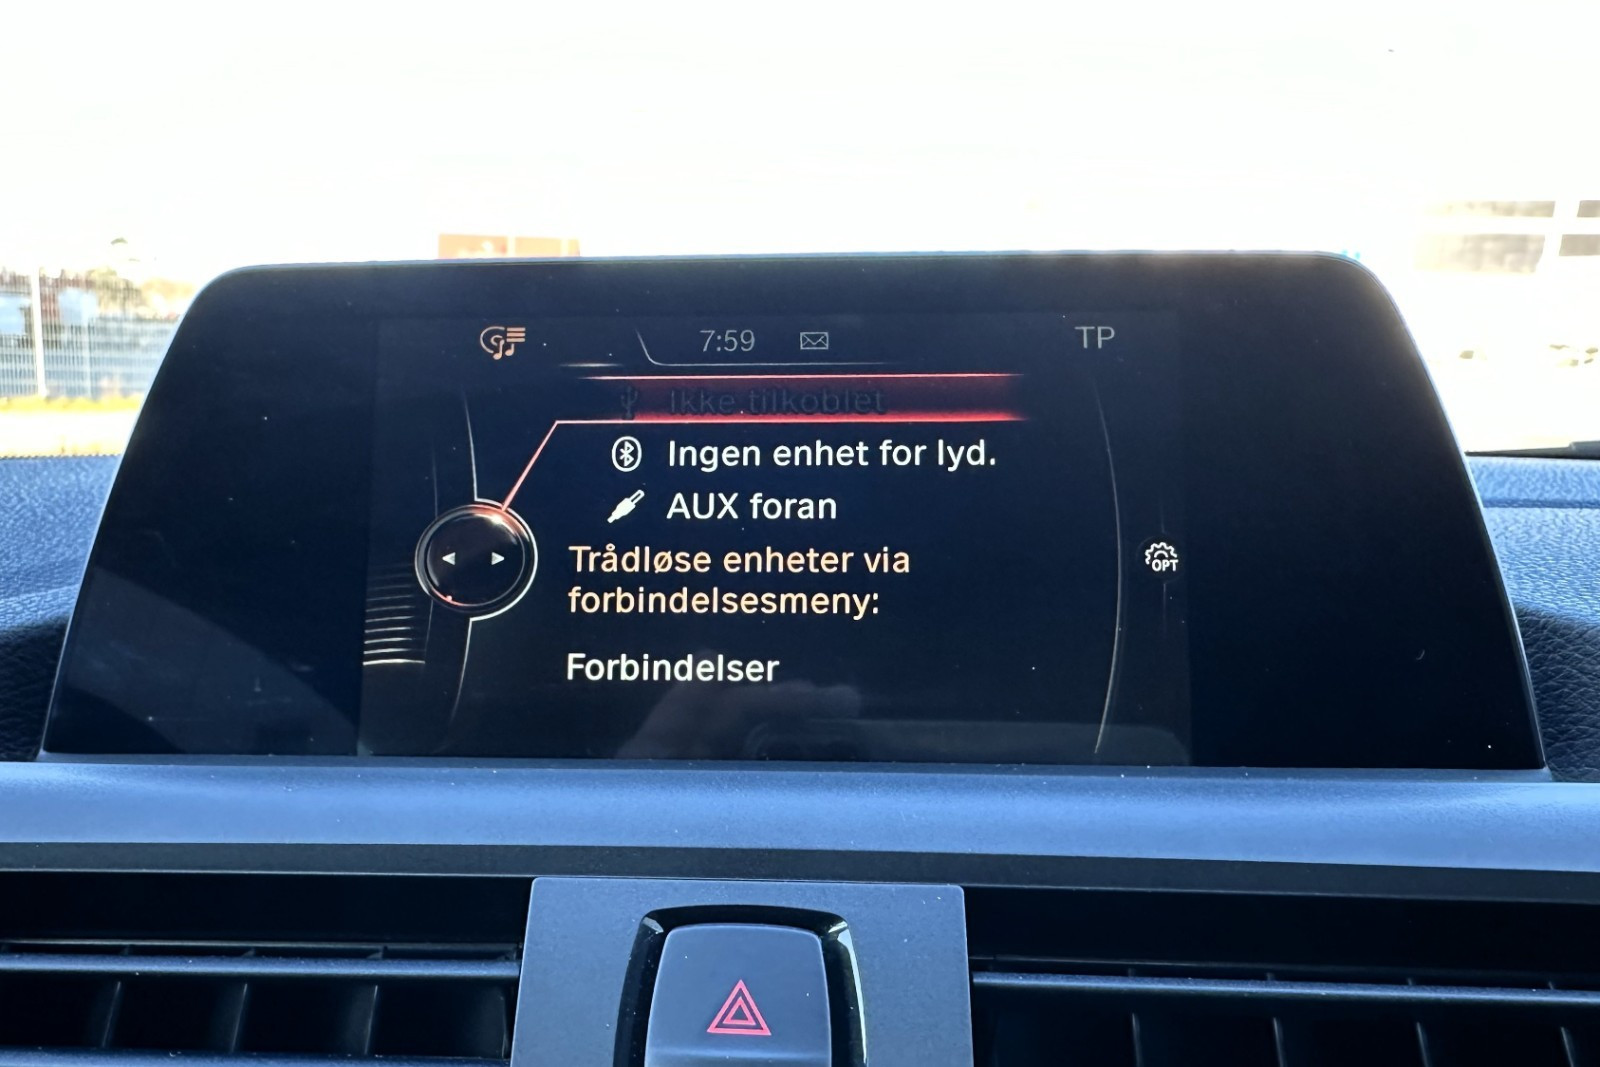 7:59
TP
Ikke tilkoblet
Ingen enhet for lyd.
AUX foran
Trådløse enheter via
forbindelsesmeny:
OPT
Forbindelser